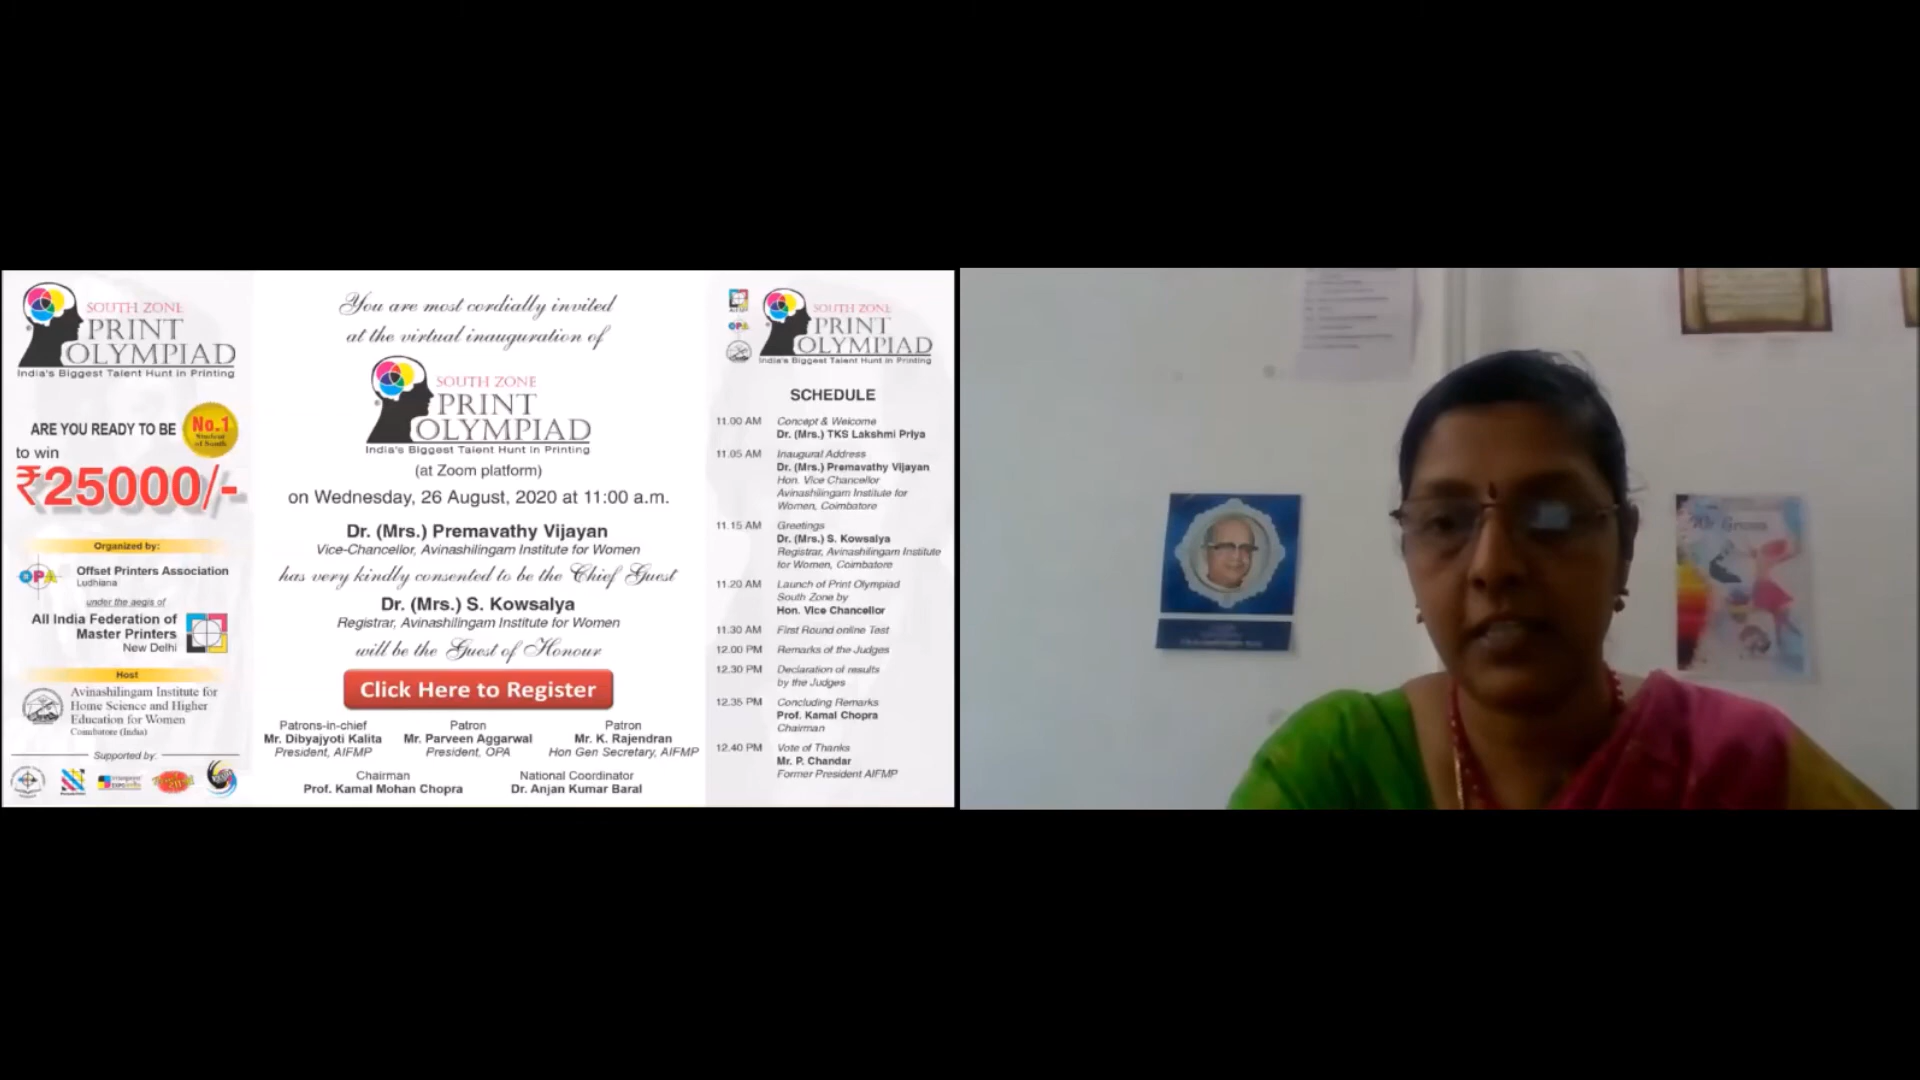 SOUTH ZONE
PRINT
OLYMPIAD
India's Biggest Talent Hunt in Printing
ARE YOU READY TO BE
No.1
Student
of South
to win
₹25000/-
Organized by:
OPA
Offset Printers Association
Ludhiana
under the aegis of
All India Federation of
Master Printers
New Delhi
Host
Avinashilingam Institute for
Home Science and Higher
Education for Women
Coimbatore (India)
Supported by:
You are most cordially invited
at the virtual inauguration of
SOUTH ZONE
PRINT
OLYMPIAD
India's Biggest Talent Hunt in Printing
(at Zoom platform)
on Wednesday, 26 August, 2020 at 11:00 a.m.
Dr. (Mrs.) Premavathy Vijayan
Vice-Chancellor, Avinashilingam Institute for Women
has very kindly consented to be the Chief Guest
Dr. (Mrs.) S. Kowsalya
Registrar, Avinashilingam Institute for Women
will be the Guest of Honour
Click Here to Register
Patrons-in-chief
Mr. Dibyajyoti Kalita
President, AIFMP
Patron
Mr. Parveen Aggarwal
President, OPA
Patron
Mr. K. Rajendran
Hon Gen Secretary, AIFMP
Chairman
Prof. Kamal Mohan Chopra
National Coordinator
Dr. Anjan Kumar Baral
OPA
SOUTH ZONE
PRINT
OLYMPIAD
India's Biggest Talent Hunt in Printing
SCHEDULE
11.00 AM Concept & Welcome
Dr. (Mrs.) TKS Lakshmi Priya
11.05 AM Inaugural Address
Dr. (Mrs.) Premavathy Vijayan
Hon. Vice Chancellor
Avinashilingam Institute for
Women, Coimbatore
11.15 AM Greetings
Dr. (Mrs.) S. Kowsalya
Registrar, Avinashilingam Institute
for Women, Coimbatore
11.20 AM Launch of Print Olympiad
South Zone by
Hon. Vice Chancellor
11.30 AM First Round online Test
12.00 PM Remarks of the Judges
12.30 PM Declaration of results
by the Judges
12.35 PM Concluding Remarks
Prof. Kamal Chopra
Chairman
12.40 PM Vote of Thanks
Mr. P. Chandar
Former President AIFMP